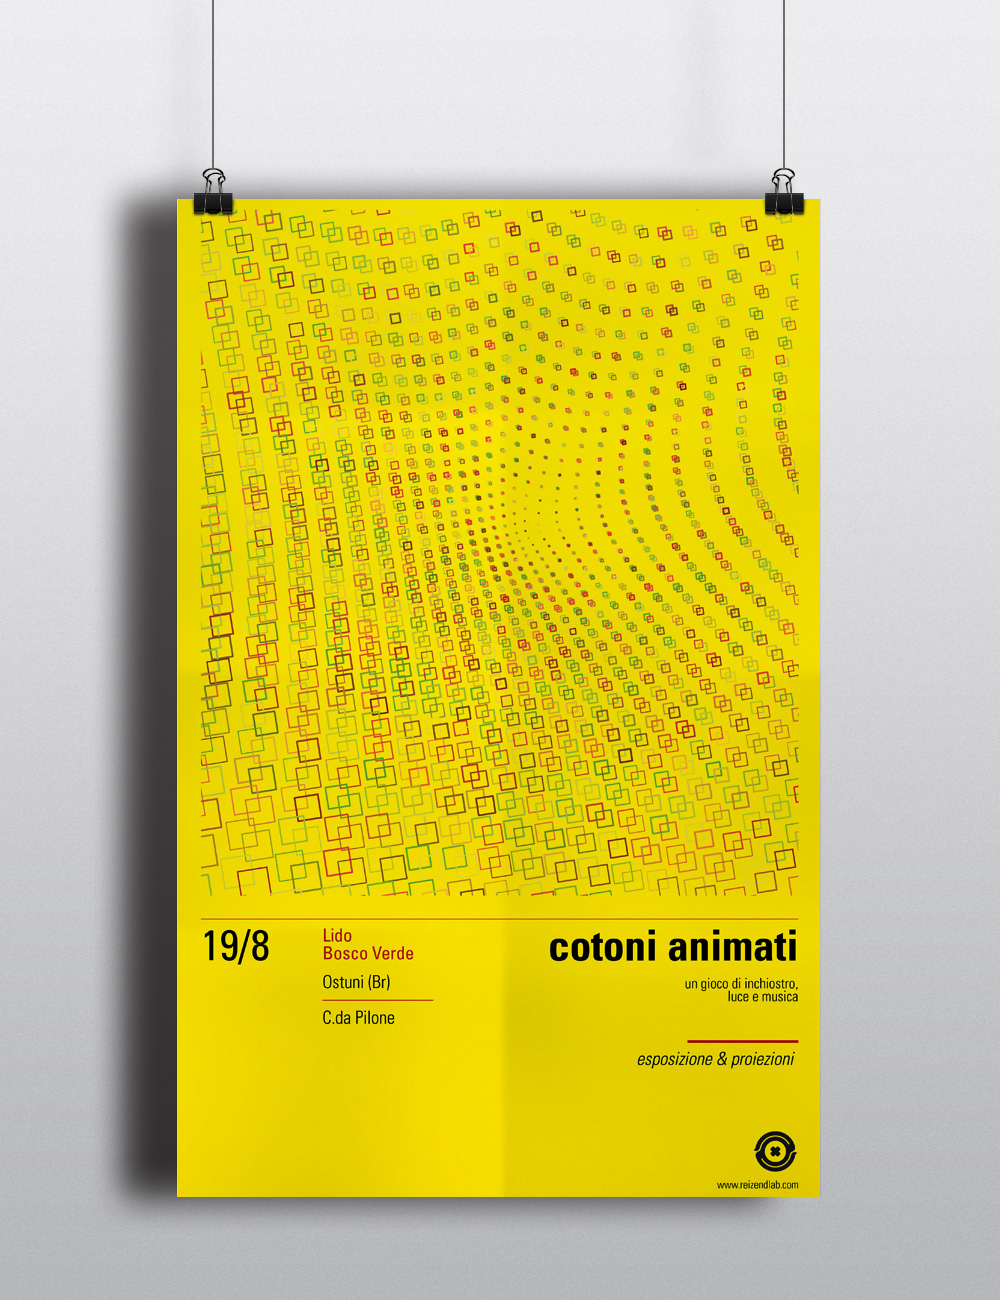 19/8
Lido
Bosco Verde
Ostuni (Br)
C.da Pilone
cotoni animati
un gioco di inchiostro,
luce e musica
esposizione & proiezioni
www.reizendlab.com